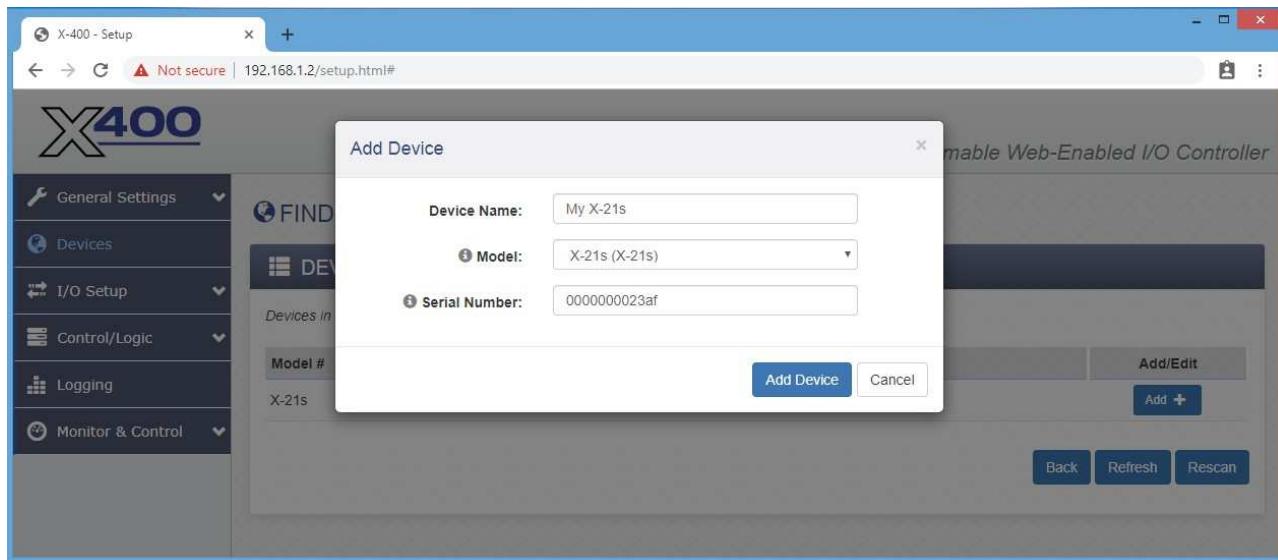 X-400 - Setup
Not secure | 192.168.1.2/setup.html#
X400
mable Web-Enabled I/O Controller
General Settings
Devices
I/O Setup
Control/Logic
Logging
Monitor & Control
FIND
DEV
Devices in
Model #
Add/Edit
X-21s
Add
Back
Refresh
Rescan
Add Device
Device Name:
My X-21s
Model:
X-21s (X-21s)
Serial Number:
0000000023af
Add Device
Cancel